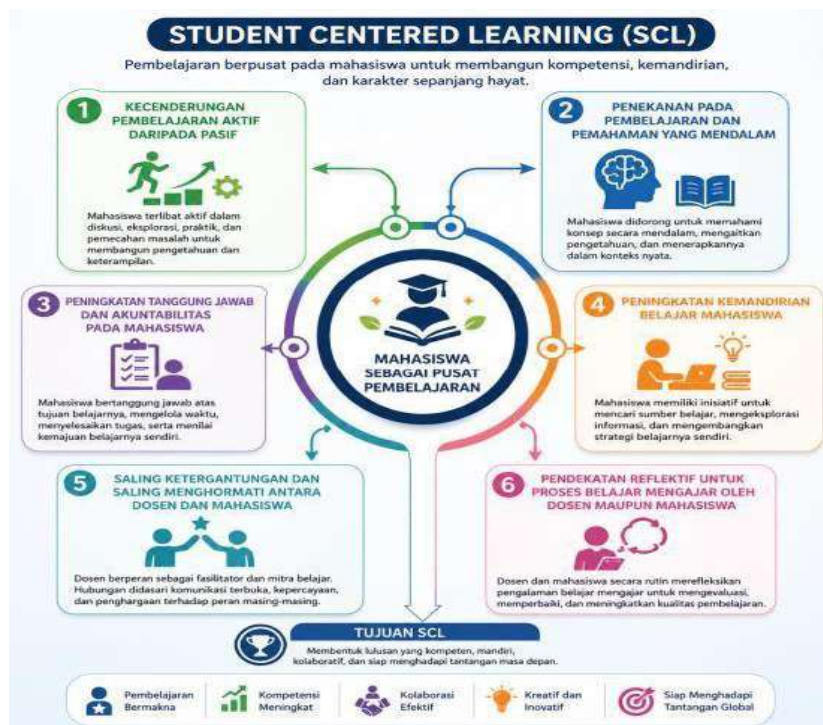 STUDENT CENTERED LEARNING (SCL)
Pembelajaran berpusat pada mahasiswa untuk membangun kompetensi, kemandirian,
dan karakter sepanjang hayat.
1
KECENDERUNGAN
PEMBELAJARAN AKTIF
DARIPADA PASIF
Mahasiswa terlibat aktif dalam
diskusi, eksplorasi, praktik, dan
pemecahan masalah untuk
membangun pengetahuan dan
keterampilan.
2
PENEKANAN PADA
PEMBELAJARAN DAN
PEMAHAMAN YANG MENDALAM
Mahasiswa didorong untuk memahami
konsep secara mendalam, mengaitkan
pengetahuan, dan menerapkannya
dalam konteks nyata.
3
PENINGKATAN TANGGUNG JAWAB
DAN AKUNTABILITAS
PADA MAHASISWA
Mahasiswa bertanggung jawab atas
tujuan belajarnya, mengelola waktu,
menyelesaikan tugas, serta menilai
kemajuan belajarnya sendiri.
MAHASISWA
SEBAGAI PUSAT
PEMBELAJARAN
4
PENINGKATAN KEMANDIRIAN
BELAJAR MAHASISWA
Mahasiswa memiliki inisiatif untuk
mencari sumber belajar, mengeksplorasi
informasi, dan mengembangkan
strategi belajarnya sendiri.
5
SALING KETERGANTUNGAN DAN
SALING MENGHORMATI ANTARA
DOSEN DAN MAHASISWA
Dosen berperan sebagai fasilitator dan mitra belajar.
Hubungan didasari komunikasi terbuka, kepercayaan,
dan penghargaan terhadap peran masing-masing.
6
PENDEKATAN REFLEKTIF UNTUK
PROSES BELAJAR MENGAJAR OLEH
DOSEN MAUPUN MAHASISWA
Dosen dan mahasiswa secara rutin merefleksikan
pengalaman belajar mengajar untuk mengevaluasi,
memperbaiki, dan meningkatkan kualitas pembelajaran.
TUJUAN SCL
Membentuk lulusan yang kompeten, mandiri,
kolaboratif, dan siap menghadapi tantangan masa depan.
Pembelajaran
Bermakna
Kompetensi
Meningkat
Kolaborasi
Efektif
Kreatif dan
Inovatif
Siap Menghadapi
Tantangan Global